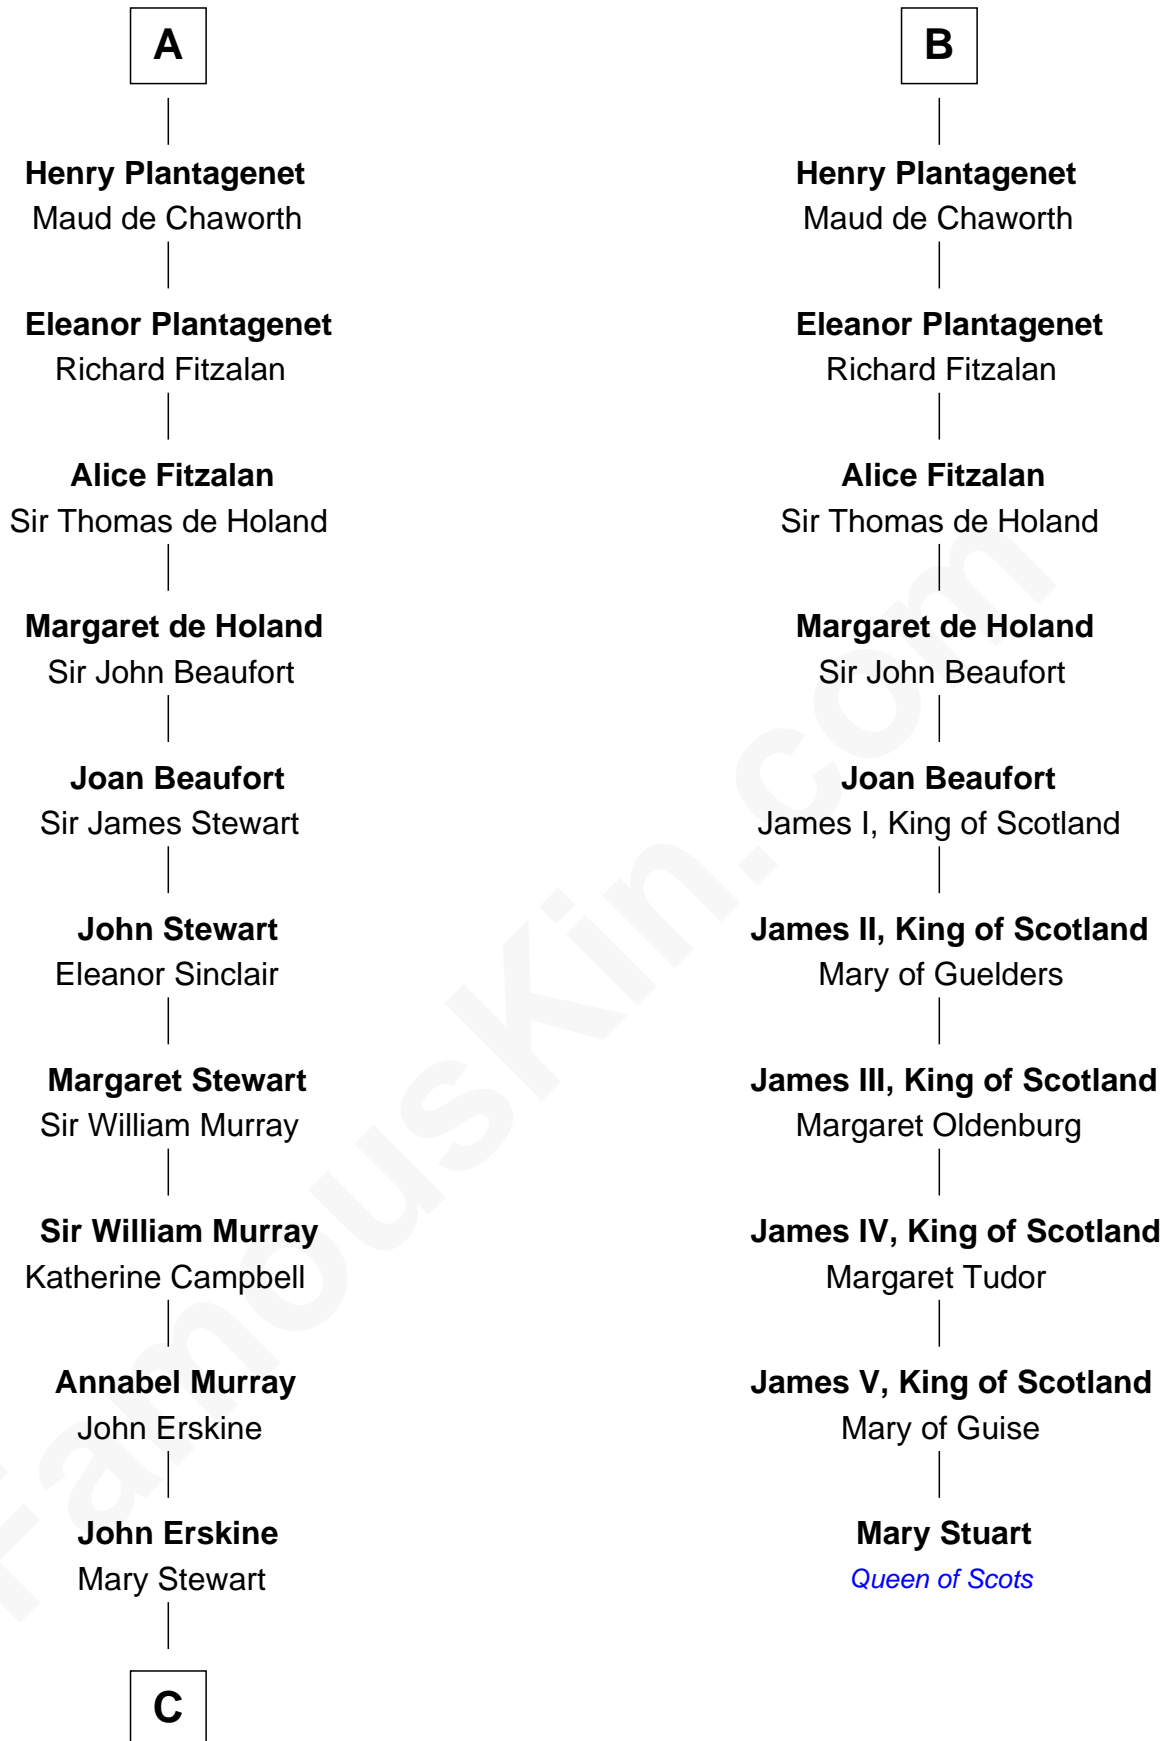 A
Henry Plantagenet
Maud de Chaworth
Eleanor Plantagenet
Richard Fitzalan
Alice Fitzalan
Sir Thomas de Holand
Margaret de Holand
Sir John Beaufort
Joan Beaufort
Sir James Stewart
John Stewart
Eleanor Sinclair
Margaret Stewart
Sir William Murray
Sir William Murray
Katherine Campbell
Annabel Murray
John Erskine
John Erskine
Mary Stewart
C
B
Henry Plantagenet
Maud de Chaworth
Eleanor Plantagenet
Richard Fitzalan
Alice Fitzalan
Sir Thomas de Holand
Margaret de Holand
Sir John Beaufort
Joan Beaufort
James I, King of Scotland
James II, King of Scotland
Mary of Guelders
James III, King of Scotland
Margaret Oldenburg
James IV, King of Scotland
Margaret Tudor
James V, King of Scotland
Mary of Guise
Mary Stuart
Queen of Scots
FamousKin.com